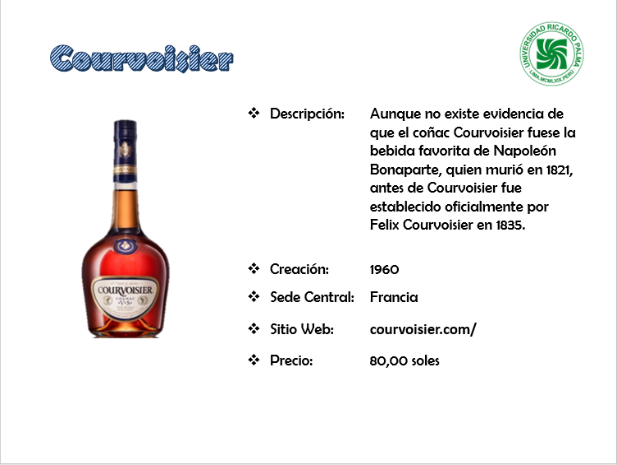 Courvoisier
UNIVERSIDAD RICARDO PALMA
LIMA, MCMLXIX, PERÚ
❖ Descripción: Aunque no existe evidencia de
que el coñac Courvoisier fuese la
bebida favorita de Napoleón
Bonaparte, quien murió en 1821,
antes de Courvoisier fue
establecido oficialmente por
Felix Courvoisier en 1835.
❖ Creación: 1960
❖ Sede Central: Francia
❖ Sitio Web: courvoisier.com/
❖ Precio: 80,00 soles
COURVOISIER
COGNAC
V.S